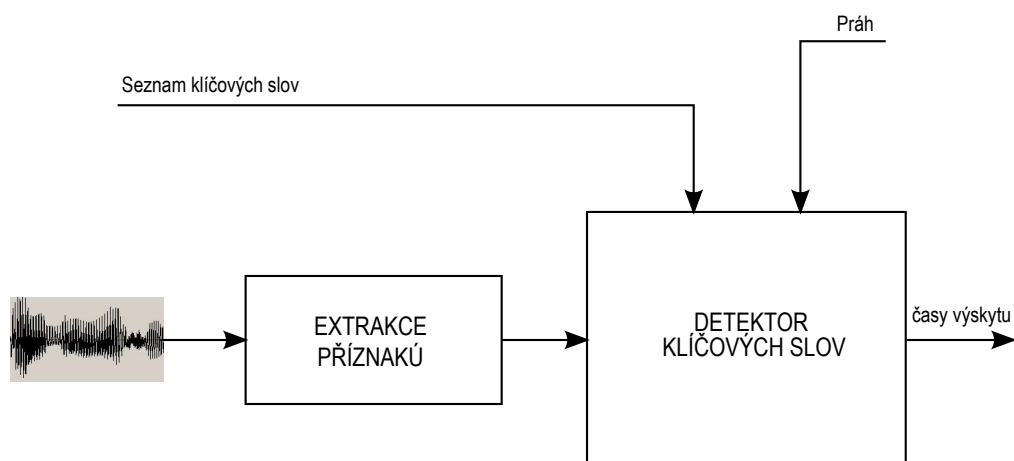 Práh
Seznam klíčových slov
časy výskytu
EXTRAKCE
PŘÍZNAKÚ
DETEKTOR
KLÍČOVÝCH SLOV